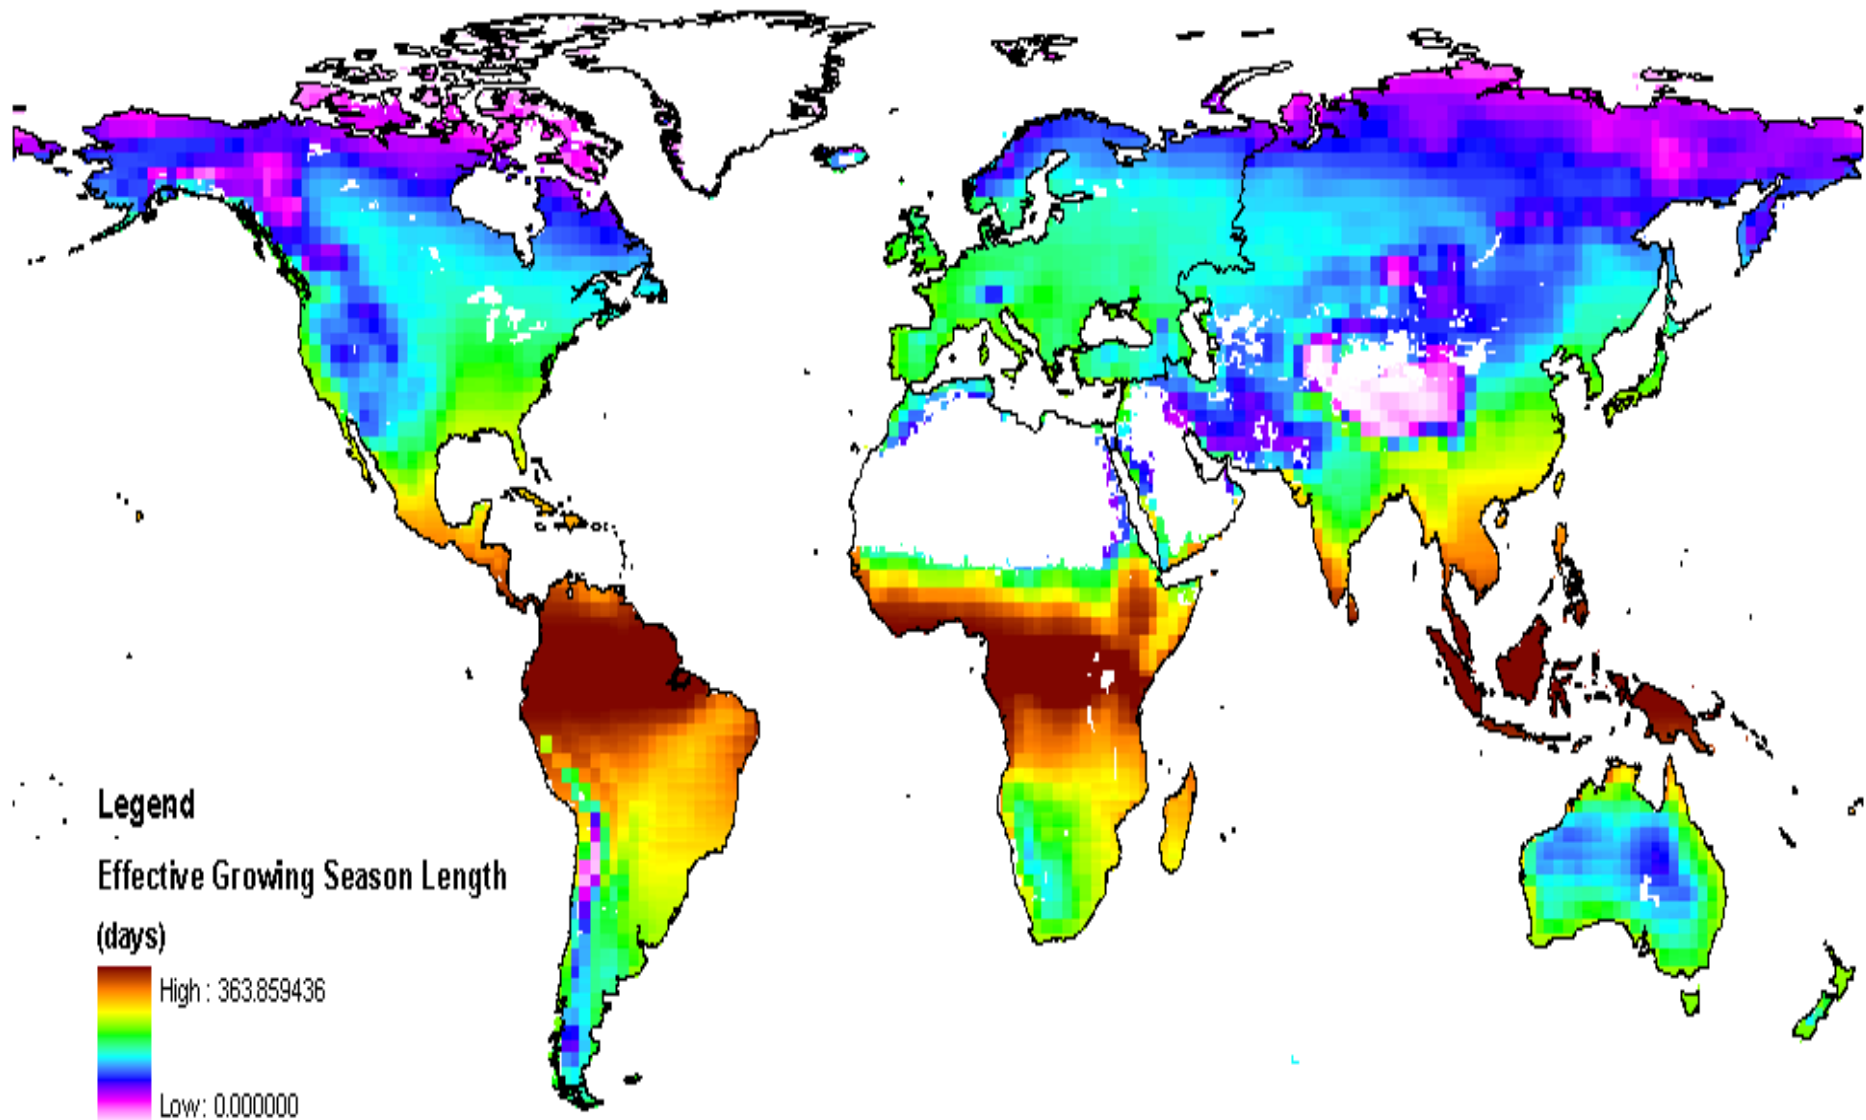 Legend
Effective Growing Season Length
(days)
High : 363.859436
Low : 0.000000